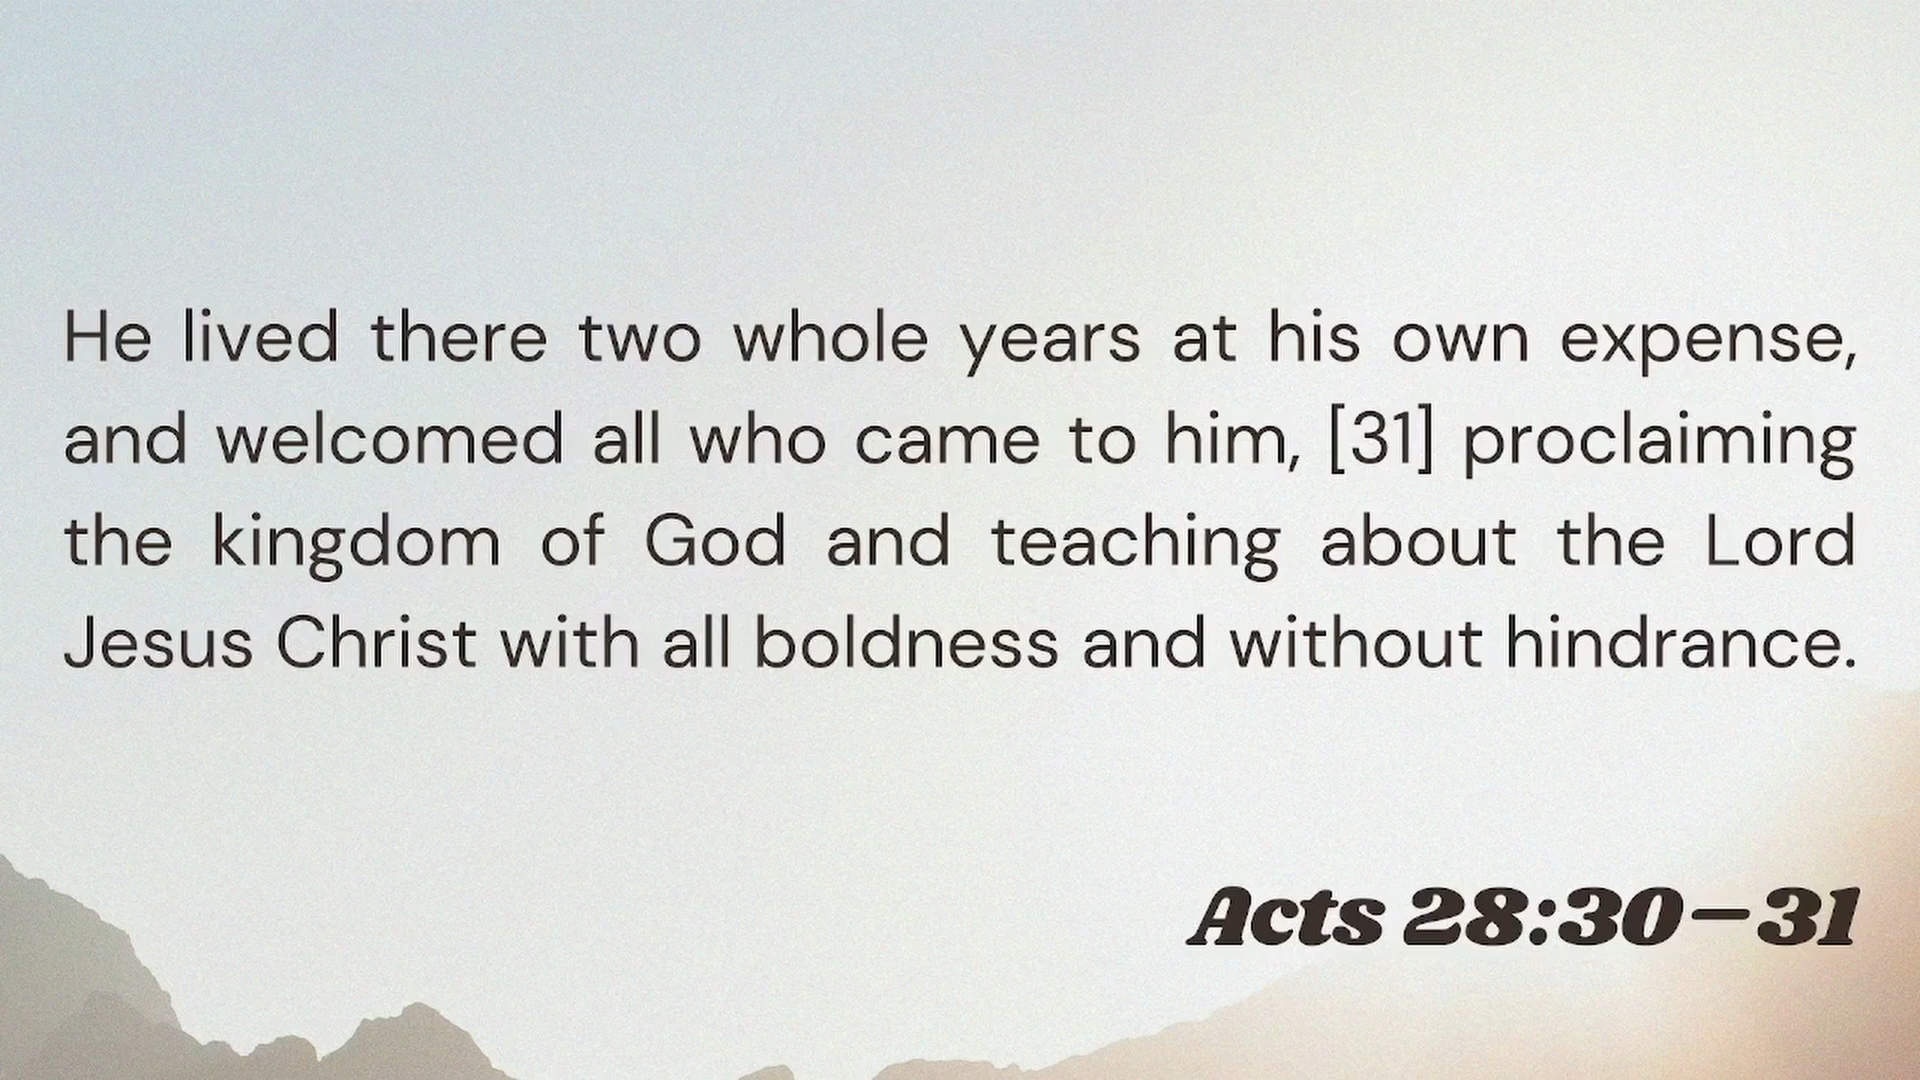 He lived there two whole years at his own expense,
and welcomed all who came to him, [31] proclaiming
the kingdom of God and teaching about the Lord
Jesus Christ with all boldness and without hindrance.
Acts 28:30–31